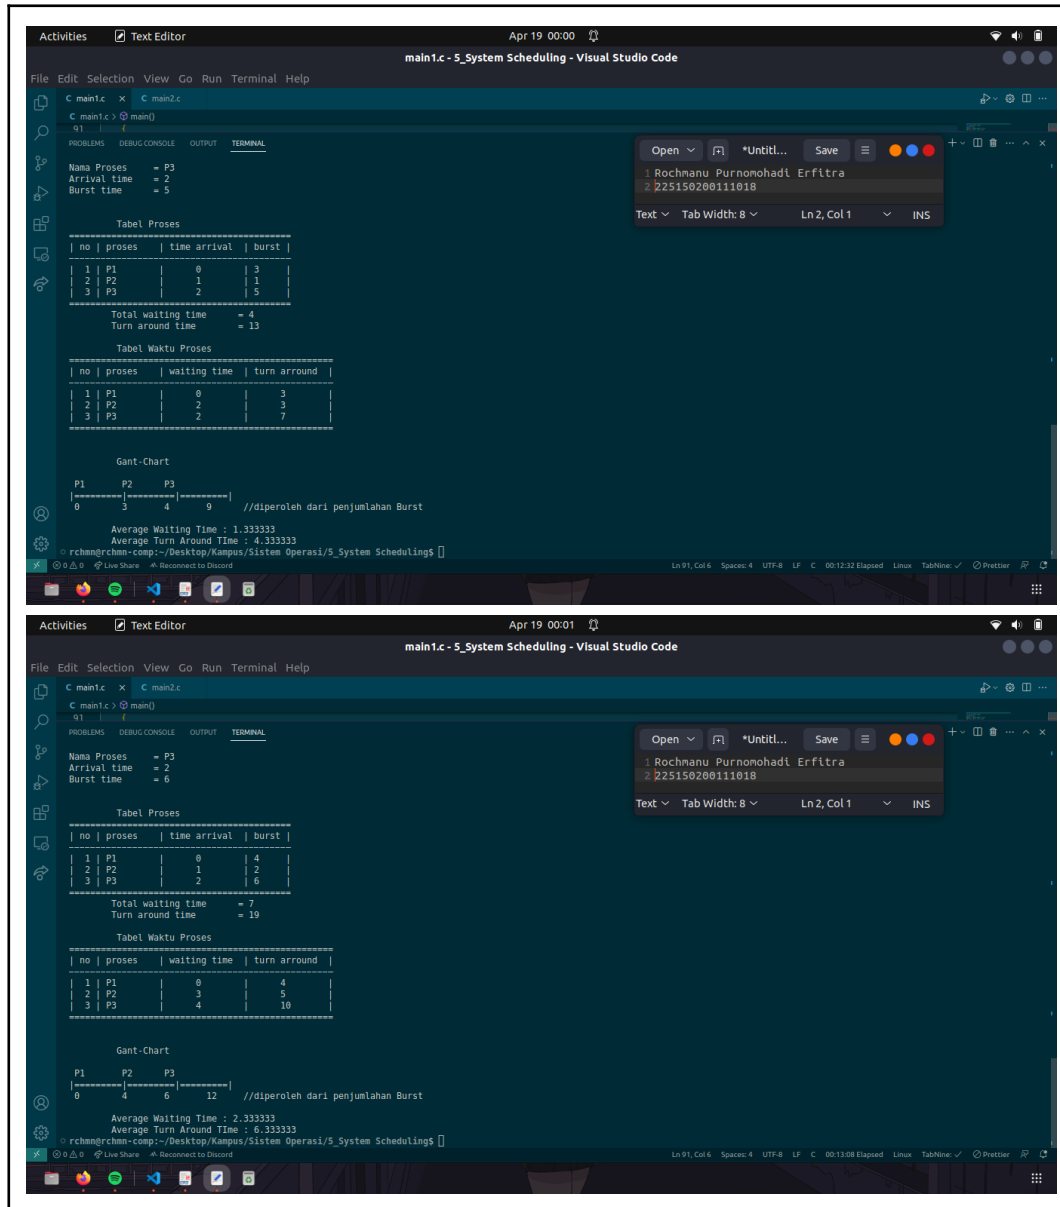 Activities Text Editor Apr 19 00:00
main1.c - 5_System Scheduling - Visual Studio Code
File Edit Selection View Go Run Terminal Help
C main1.c × C main2.c
C main1.c > main()
91 {
PROBLEMS DEBUG CONSOLE OUTPUT TERMINAL
Open *Untitl... Save
1 Rochmanu Purnomohadi Erfitra
2 225150200111018
Text Tab Width: 8 Ln 2, Col 1 INS
Nama Proses = P3
Arrival time = 2
Burst time = 5
Tabel Proses
==========================================
| no | proses | time arrival | burst |
------------------------------------------
| 1 | P1 | 0 | 3 |
| 2 | P2 | 1 | 1 |
| 3 | P3 | 2 | 5 |
==========================================
Total waiting time = 4
Turn around time = 13
Tabel Waktu Proses
==================================================
| no | proses | waiting time | turn arround |
--------------------------------------------------
| 1 | P1 | 0 | 3 |
| 2 | P2 | 2 | 3 |
| 3 | P3 | 2 | 7 |
==================================================
Gant-Chart
P1 P2 P3
|=========|=========|=========|
0 3 4 9 //diperoleh dari penjumlahan Burst
Average Waiting Time : 1.333333
Average Turn Around TIme : 4.333333
rchmn@rchmn-comp:~/Desktop/Kampus/Sistem Operasi/5_System Scheduling$
0 0 Live Share Reconnect to Discord Ln 91, Col 6 Spaces: 4 UTF-8 LF C 00:12:32 Elapsed Linux TabNine: ✓ Prettier
Activities Text Editor Apr 19 00:01
main1.c - 5_System Scheduling - Visual Studio Code
File Edit Selection View Go Run Terminal Help
C main1.c × C main2.c
C main1.c > main()
91 {
PROBLEMS DEBUG CONSOLE OUTPUT TERMINAL
Open *Untitl... Save
1 Rochmanu Purnomohadi Erfitra
2 225150200111018
Text Tab Width: 8 Ln 2, Col 1 INS
Nama Proses = P3
Arrival time = 2
Burst time = 6
Tabel Proses
==========================================
| no | proses | time arrival | burst |
------------------------------------------
| 1 | P1 | 0 | 4 |
| 2 | P2 | 1 | 2 |
| 3 | P3 | 2 | 6 |
==========================================
Total waiting time = 7
Turn around time = 19
Tabel Waktu Proses
==================================================
| no | proses | waiting time | turn arround |
--------------------------------------------------
| 1 | P1 | 0 | 4 |
| 2 | P2 | 3 | 5 |
| 3 | P3 | 4 | 10 |
==================================================
Gant-Chart
P1 P2 P3
|=========|=========|=========|
0 4 6 12 //diperoleh dari penjumlahan Burst
Average Waiting Time : 2.333333
Average Turn Around TIme : 6.333333
rchmn@rchmn-comp:~/Desktop/Kampus/Sistem Operasi/5_System Scheduling$
0 0 Live Share Reconnect to Discord Ln 91, Col 6 Spaces: 4 UTF-8 LF C 00:13:08 Elapsed Linux TabNine: ✓ Prettier